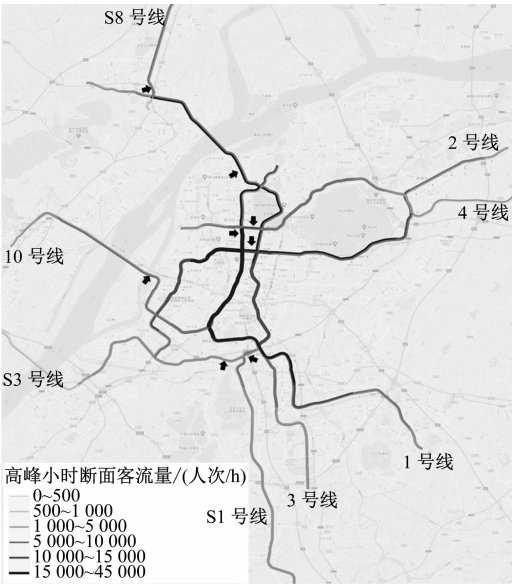 S8 号线
2 号线
4 号线
10 号线
S3 号线
1 号线
3 号线
S1 号线
高峰小时断面客流量/(人次/h)
0~500
500~1 000
1 000~5 000
5 000~10 000
10 000~15 000
15 000~45 000